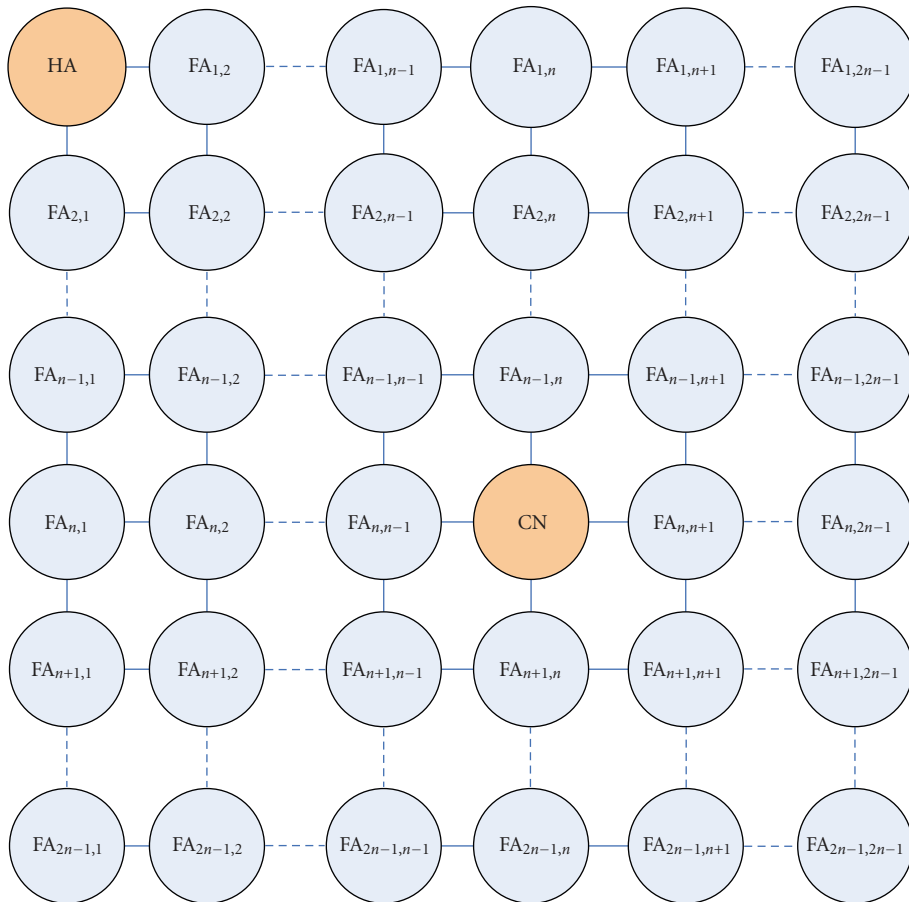 HA FA1,2 FA1,n−1 FA1,n FA1,n+1 FA1,2n−1
FA2,1 FA2,2 FA2,n−1 FA2,n FA2,n+1 FA2,2n−1
FAn−1,1 FAn−1,2 FAn−1,n−1 FAn−1,n FAn−1,n+1 FAn−1,2n−1
FAn,1 FAn,2 FAn,n−1 CN FAn,n+1 FAn,2n−1
FAn+1,1 FAn+1,2 FAn+1,n−1 FAn+1,n FAn+1,n+1 FAn+1,2n−1
FA2n−1,1 FA2n−1,2 FA2n−1,n−1 FA2n−1,n FA2n−1,n+1 FA2n−1,2n−1